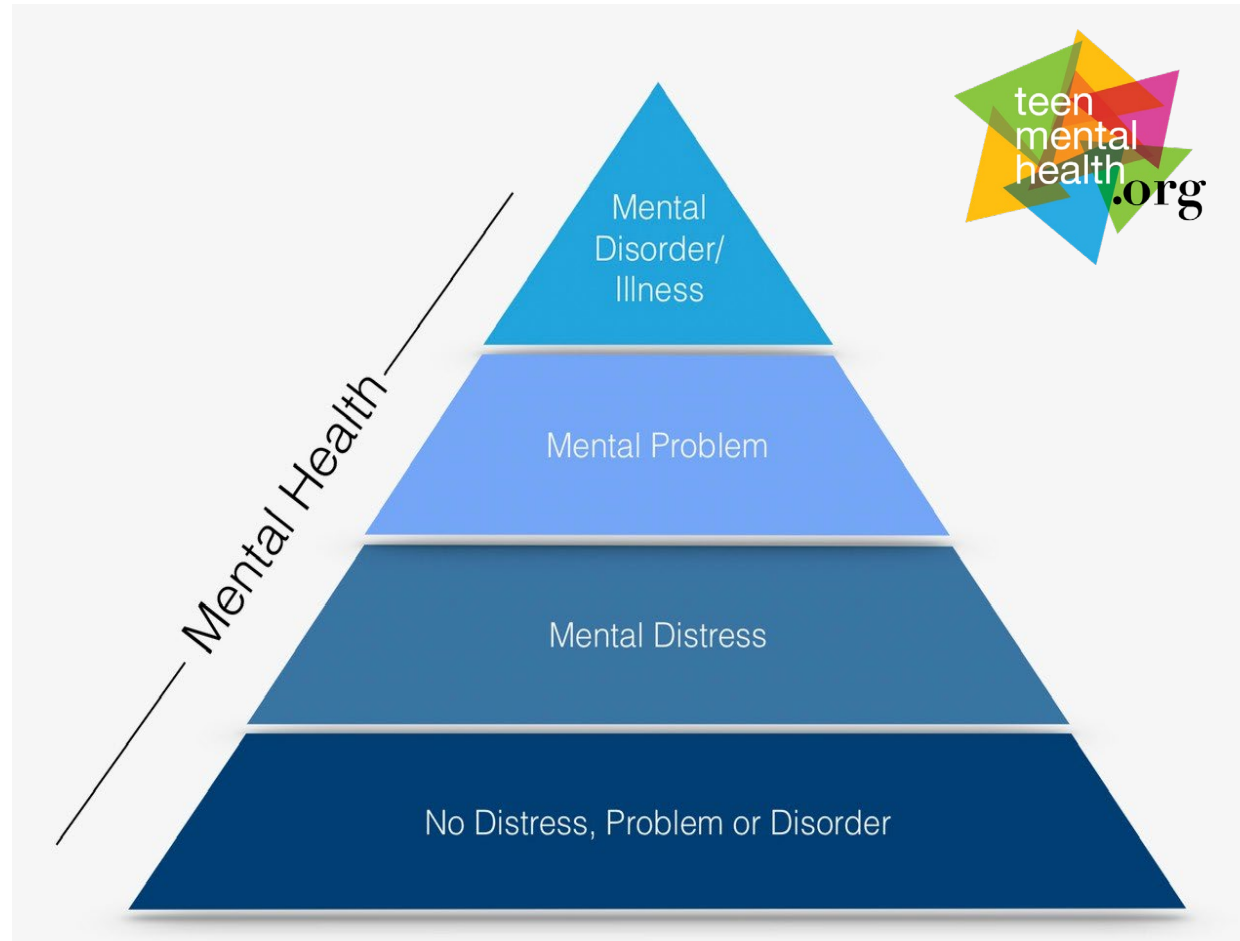 teen
mental
health
.org
Mental
Disorder/
Illness
Mental Problem
Mental Health
Mental Distress
No Distress, Problem or Disorder